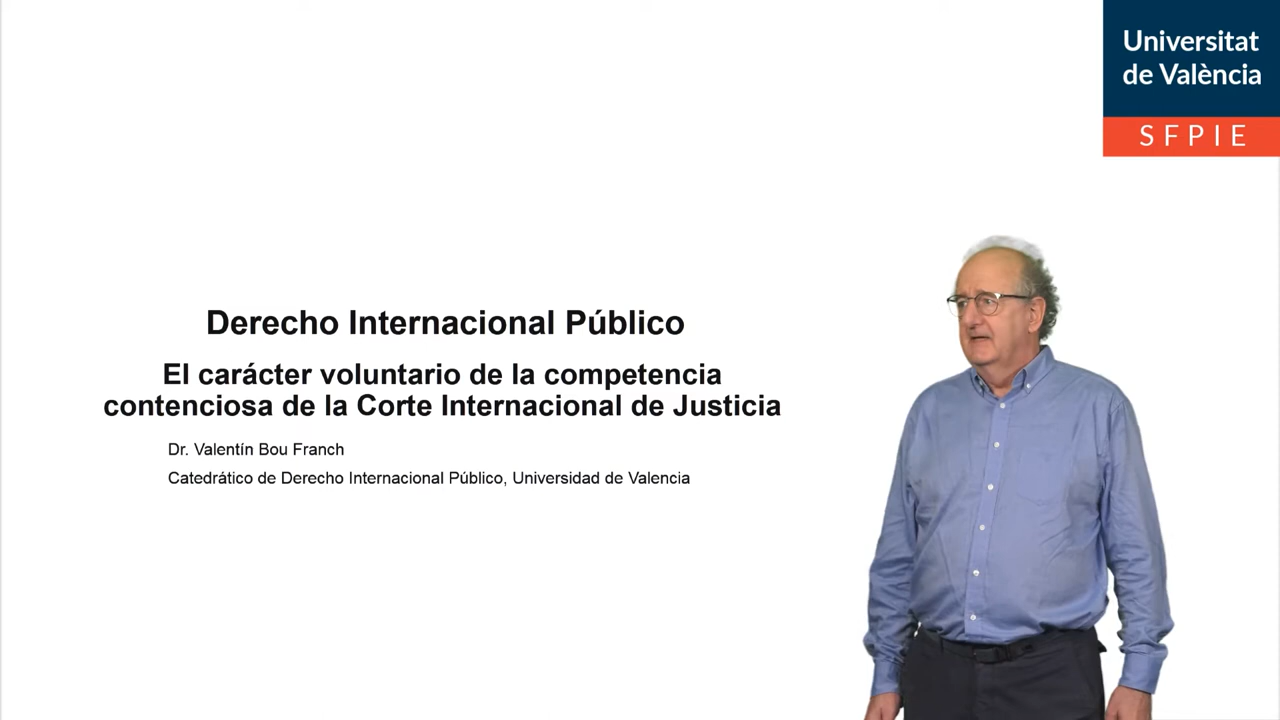 Universitat
de València
SFPIE
Derecho Internacional Público
El carácter voluntario de la competencia
contenciosa de la Corte Internacional de Justicia
Dr. Valentín Bou Franch
Catedrático de Derecho Internacional Público, Universidad de Valencia